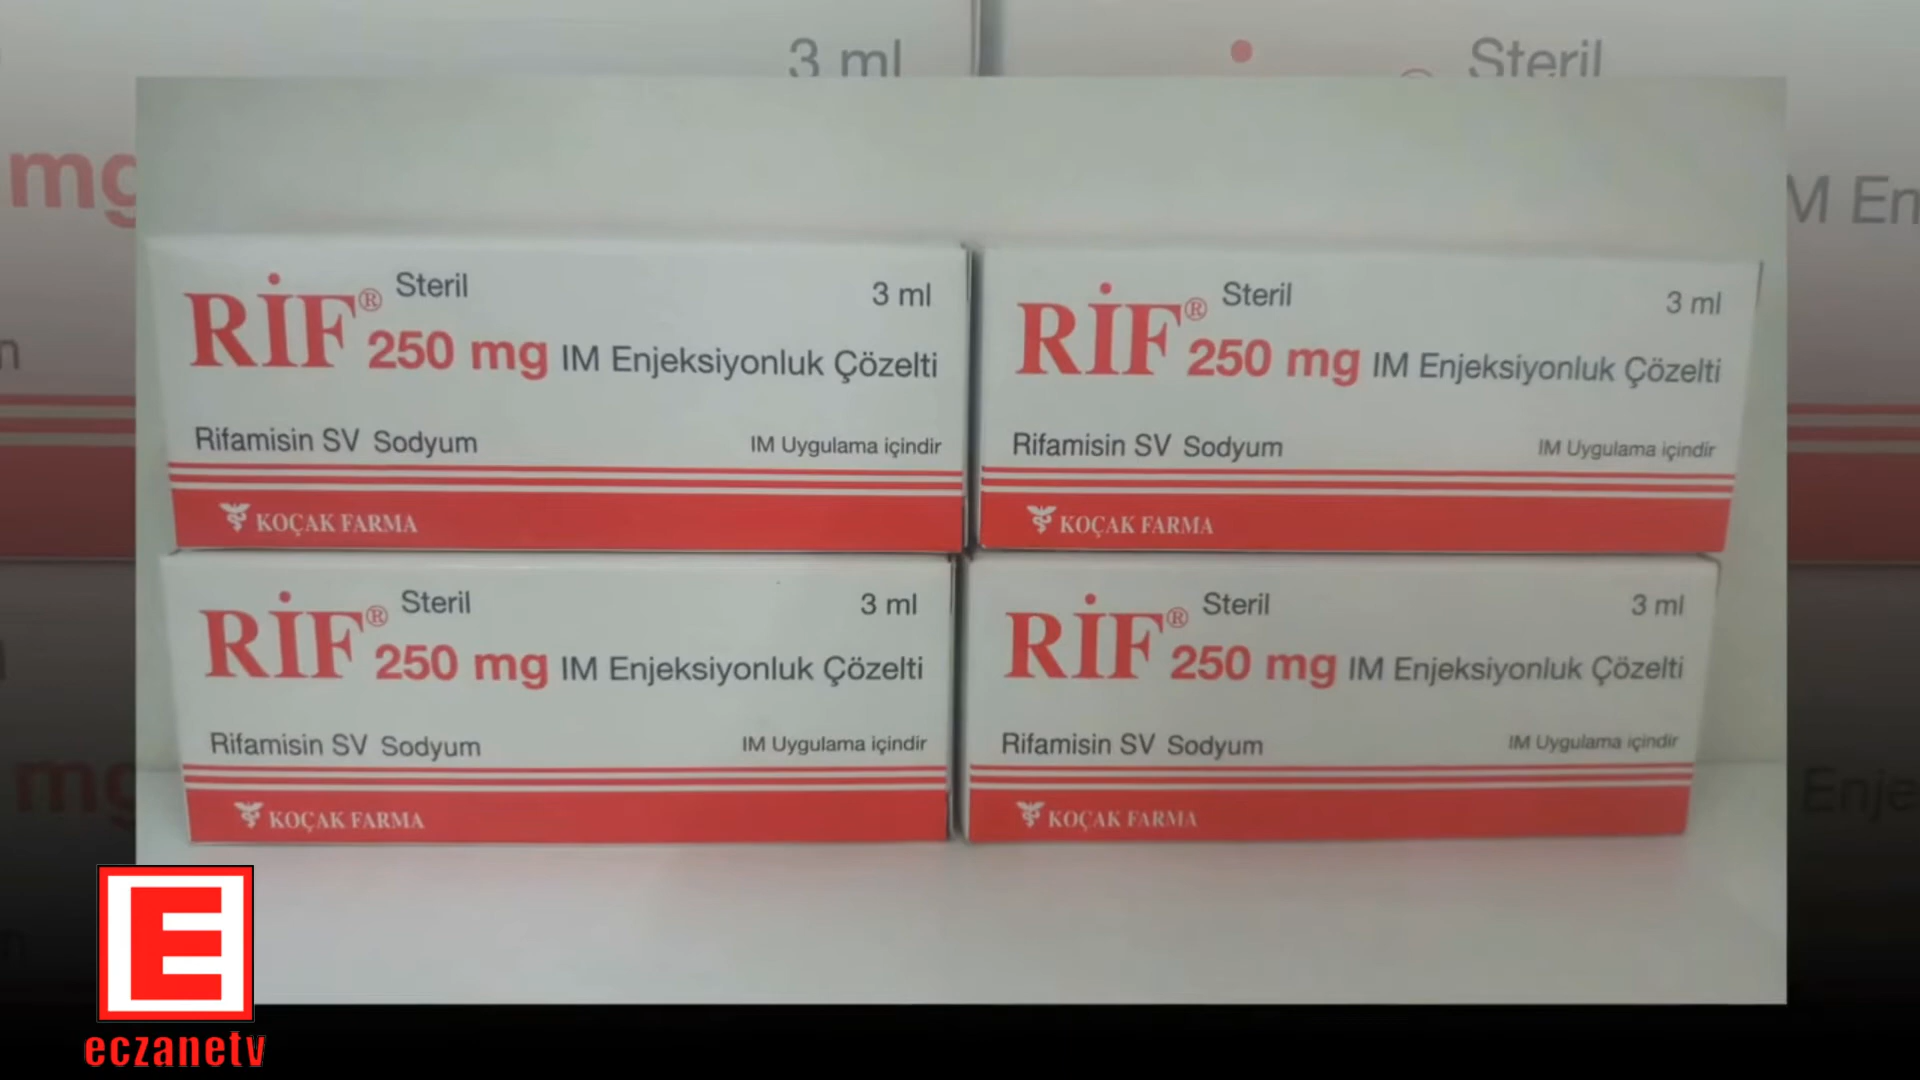 3 ml
Steril
mg
M En
RİF® Steril 3 ml
250 mg IM Enjeksiyonluk Çözelti
Rifamisin SV Sodyum IM Uygulama içindir
KOÇAK FARMA
RİF® Steril 3 ml
250 mg IM Enjeksiyonluk Çözelti
Rifamisin SV Sodyum IM Uygulama içindir
KOÇAK FARMA
RİF® Steril 3 ml
250 mg IM Enjeksiyonluk Çözelti
Rifamisin SV Sodyum IM Uygulama içindir
KOÇAK FARMA
RİF® Steril 3 ml
250 mg IM Enjeksiyonluk Çözelti
Rifamisin SV Sodyum IM Uygulama içindir
KOÇAK FARMA
mg
Enje
E
eczanetv